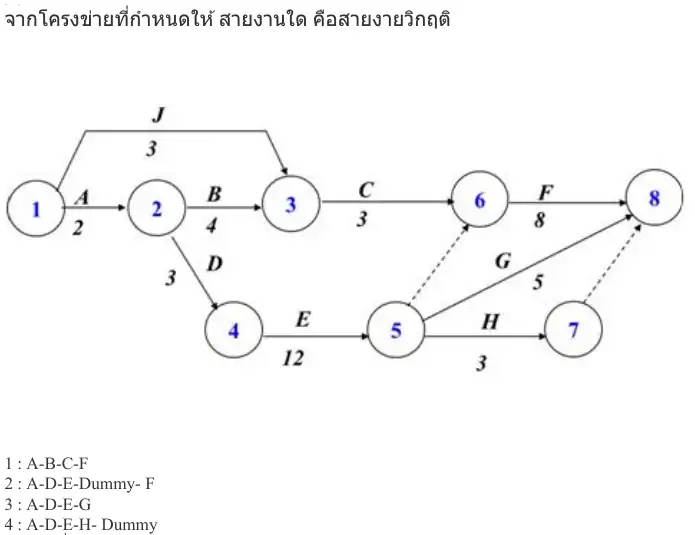 จากโครงข่ายที่กำหนดให้ สายงานใด คือสายงายวิกฤติ
J
3
1 A 2 B 3 C 6 F 8
2 4 3 8
3 D G 5
4 E 5 H 7
12 3
1 : A-B-C-F
2 : A-D-E-Dummy- F
3 : A-D-E-G
4 : A-D-E-H- Dummy